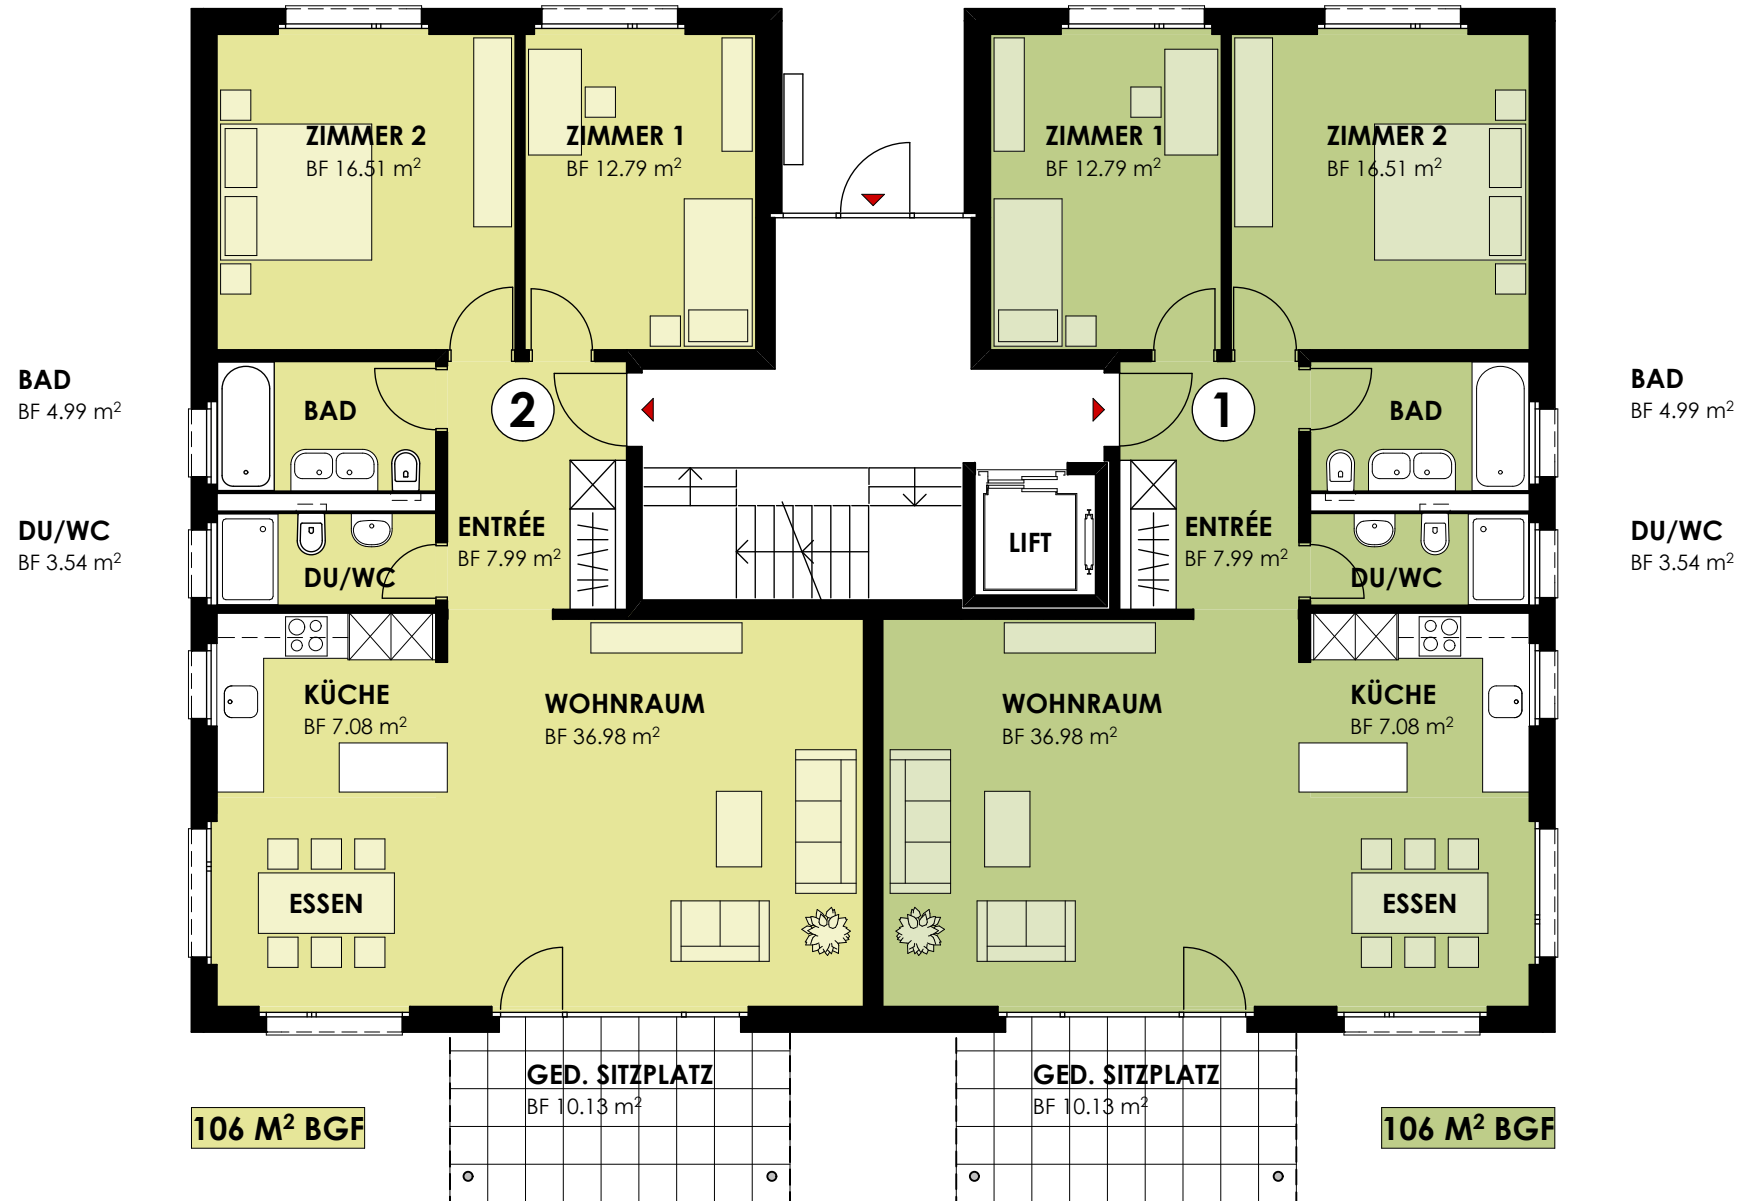 ZIMMER 2
BF 16.51 m²
ZIMMER 1
BF 12.79 m²
ZIMMER 1
BF 12.79 m²
ZIMMER 2
BF 16.51 m²
BAD
BF 4.99 m²
BAD
2
1
BAD
BAD
BF 4.99 m²
DU/WC
BF 3.54 m²
DU/WC
ENTRÉE
BF 7.99 m²
LIFT
ENTRÉE
BF 7.99 m²
DU/WC
DU/WC
BF 3.54 m²
KÜCHE
BF 7.08 m²
WOHNRAUM
BF 36.98 m²
WOHNRAUM
BF 36.98 m²
KÜCHE
BF 7.08 m²
ESSEN
ESSEN
GED. SITZPLATZ
BF 10.13 m²
GED. SITZPLATZ
BF 10.13 m²
106 M² BGF
106 M² BGF